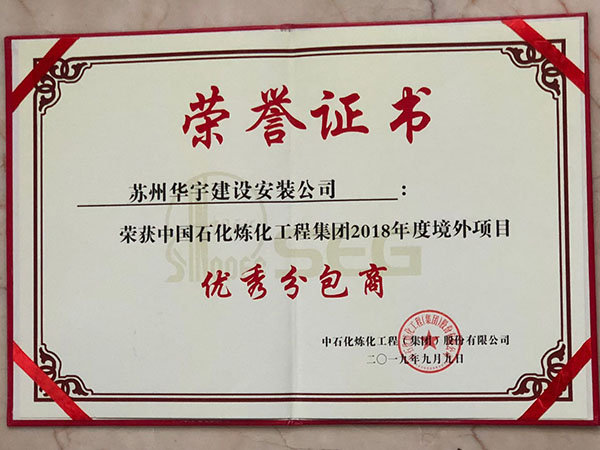 荣誉证书
苏州华宇建设安装公司:
荣获中国石化炼化工程集团2018年度境外项目
SEG
优秀分包商
中石化炼化工程(集团)股份有限公司
二〇一九年九月九日